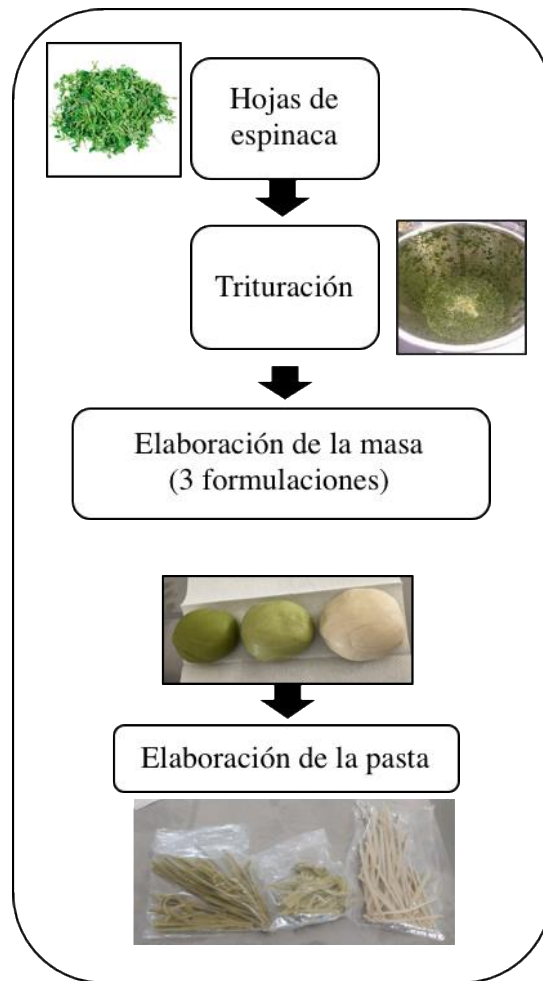 Hojas de
espinaca
Trituración
Elaboración de la masa
(3 formulaciones)
Elaboración de la pasta